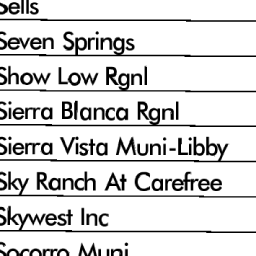 Sells
Seven Springs
Show Low Rgnl
Sierra Blanca Rgnl
Sierra Vista Muni-Libby
Sky Ranch At Carefree
Skywest Inc
Socorro Muni